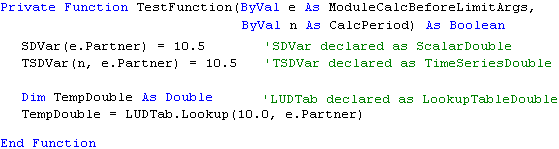 Private Function TestFunction(ByVal e As ModuleCalcBeforeLimitArgs,
                              ByVal n As CalcPeriod) As Boolean
   SDVar(e.Partner) = 10.5        'SDVar declared as ScalarDouble
   TSDVar(n, e.Partner) = 10.5    'TSDVar declared as TimeSeriesDouble
   Dim TempDouble As Double       'LUDTab declared as LookupTableDouble
   TempDouble = LUDTab.Lookup(10.0, e.Partner)
End Function